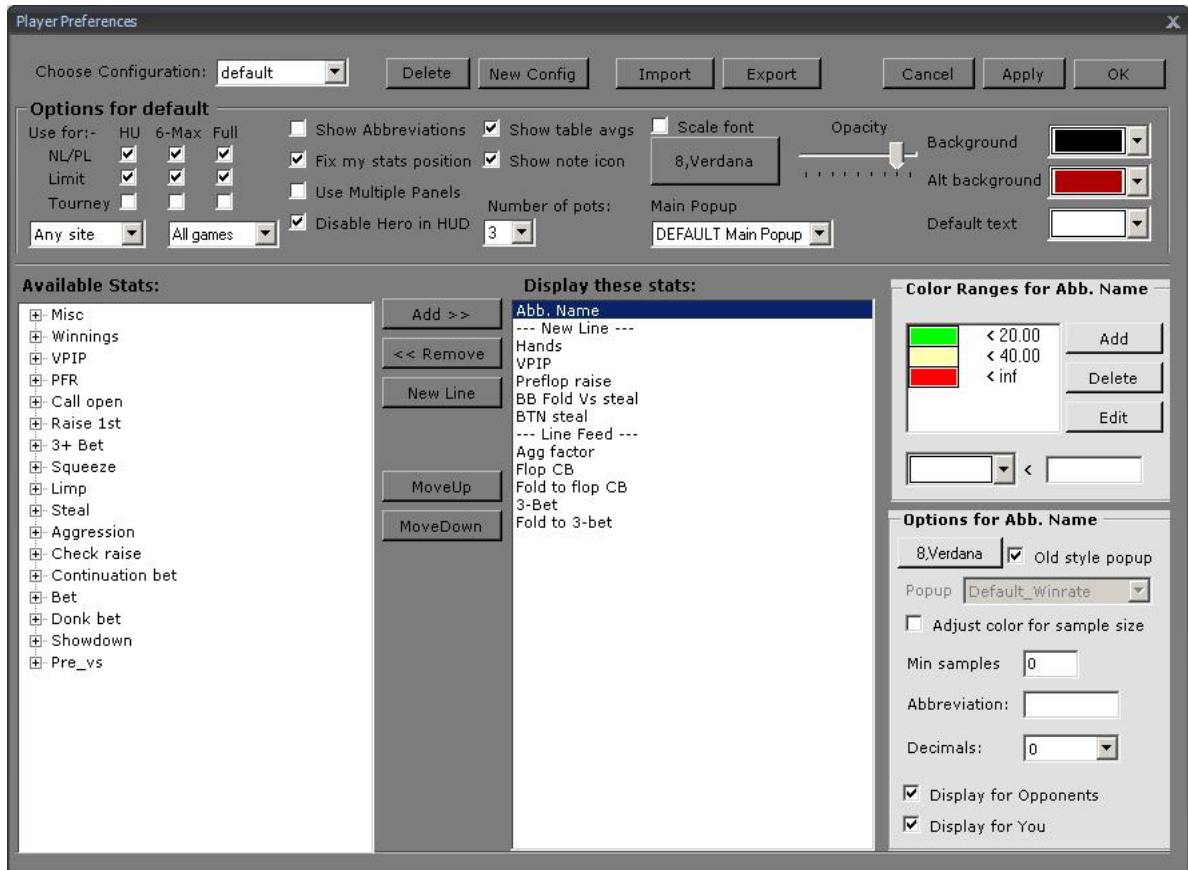 Player Preferences
X
Choose Configuration: default Delete New Config Import Export Cancel Apply OK
Options for default
Use for:- HU 6-Max Full
NL/PL
Limit
Tourney
Any site All games
Show Abbreviations
Fix my stats position
Use Multiple Panels
Disable Hero in HUD
Show table avgs
Show note icon
Number of pots:
3
Scale font
8,Verdana
Main Popup
DEFAULT Main Popup
Opacity
Background
Alt background
Default text
Available Stats:
Misc
Winnings
VPIP
PFR
Call open
Raise 1st
3+ Bet
Squeeze
Limp
Steal
Aggression
Check raise
Continuation bet
Bet
Donk bet
Showdown
Pre_vs
Add >>
<< Remove
New Line
MoveUp
MoveDown
Display these stats:
Abb. Name
--- New Line ---
Hands
VPIP
Preflop raise
BB Fold Vs steal
BTN steal
--- Line Feed ---
Agg factor
Flop CB
Fold to flop CB
3-Bet
Fold to 3-bet
Color Ranges for Abb. Name
< 20.00
< 40.00
< inf
Add
Delete
Edit
<
Options for Abb. Name
8,Verdana Old style popup
Popup Default_Winrate
Adjust color for sample size
Min samples 0
Abbreviation:
Decimals: 0
Display for Opponents
Display for You